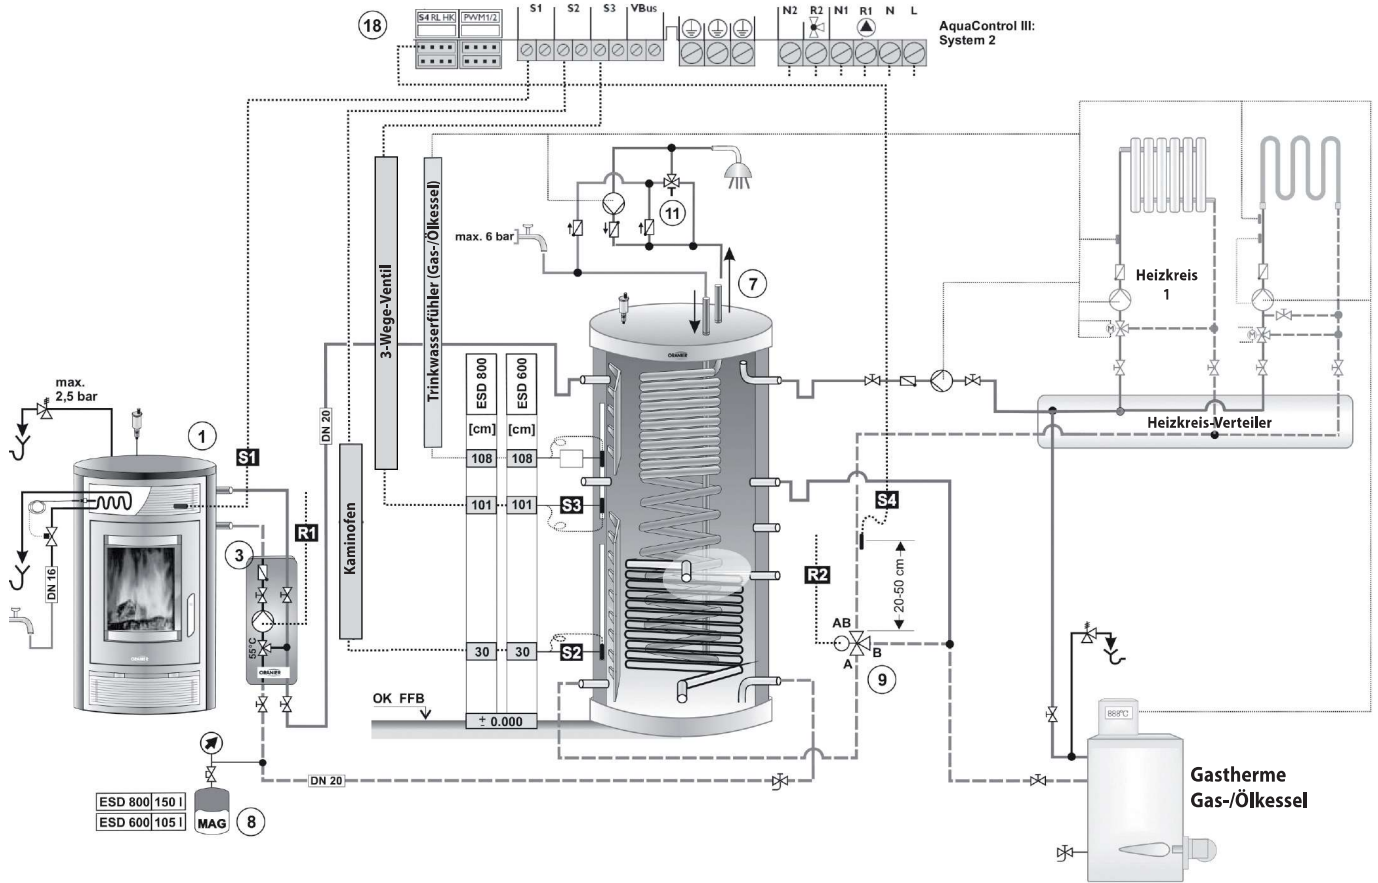 18
S4 RL HK PWM1/2
S1 S2 S3 VBus
N2 R2 N1 R1 N L
AquaControl III:
System 2
3-Wege-Ventil
Trinkwasserfühler (Gas-/Ölkessel)
Kaminofen
max. 6 bar
11
7
Heizkreis
1
M
M
Heizkreis-Verteiler
max.
2,5 bar
1
S1
DN 20
ESD 800
ESD 600
[cm] [cm]
108 108
101 101
S3
S4
R1
3
DN 16
55°C
ORANIER
ORANIER
ORANIER
R2
20-50 cm
AB
B
A
9
30 30
S2
OK FFB
± 0.000
DN 20
888°C
Gastherme
Gas-/Ölkessel
ESD 800 150 l
ESD 600 105 l
MAG
8